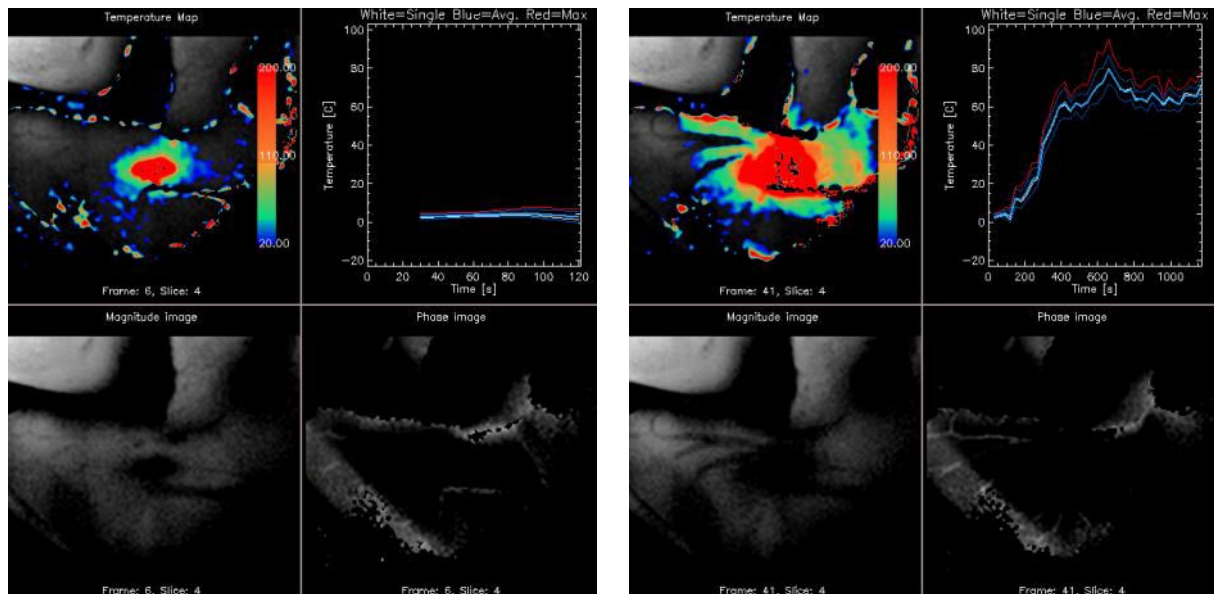 Temperature Map
200.00
110.00
20.00
Frame: 6, Slice: 4
White=Single Blue=Avg. Red=Max
Temperature [C]
100
80
60
40
20
0
-20
0 20 40 60 80 100 120
Time [s]
Magnitude image
Frame: 6, Slice: 4
Phase image
Frame: 6, Slice: 4
Temperature Map
200.00
110.00
20.00
Frame: 41, Slice: 4
White=Single Blue=Avg. Red=Max
Temperature [C]
100
80
60
40
20
0
-20
0 200 400 600 800 1000
Time [s]
Magnitude image
Frame: 41, Slice: 4
Phase image
Frame: 41, Slice: 4